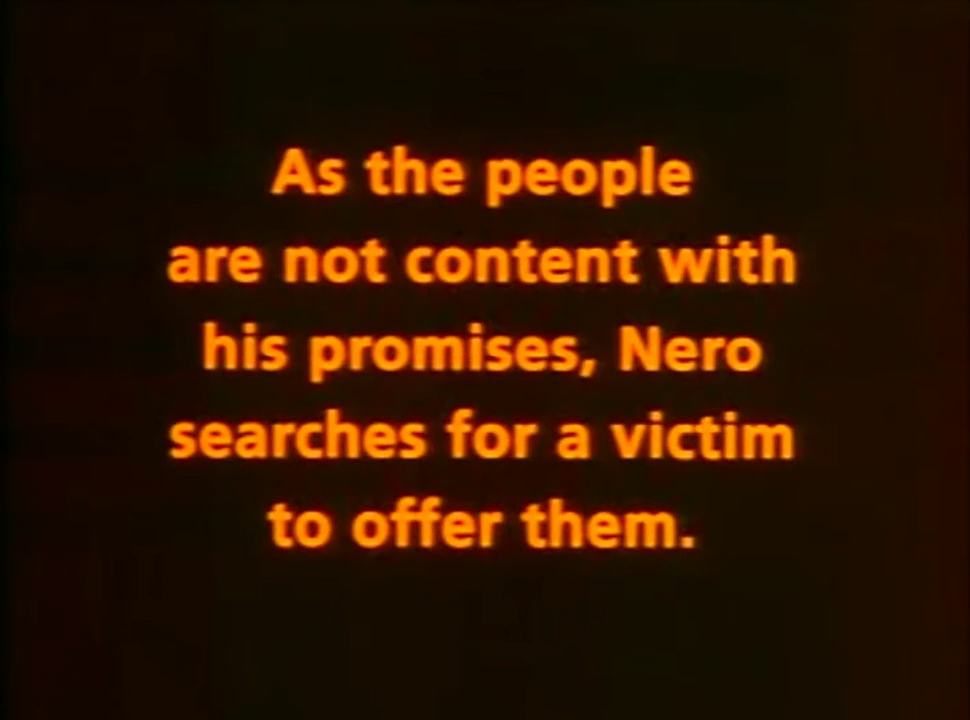 As the people
are not content with
his promises, Nero
searches for a victim
to offer them.